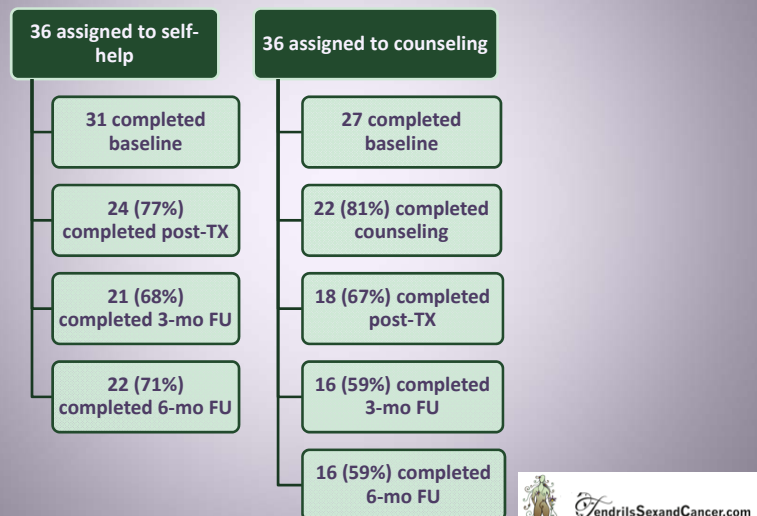 36 assigned to self-
help
31 completed
baseline
24 (77%)
completed post-TX
21 (68%)
completed 3-mo FU
22 (71%)
completed 6-mo FU
36 assigned to counseling
27 completed
baseline
22 (81%) completed
counseling
18 (67%) completed
post-TX
16 (59%) completed
3-mo FU
16 (59%) completed
6-mo FU
TendrilsSexandCancer.com